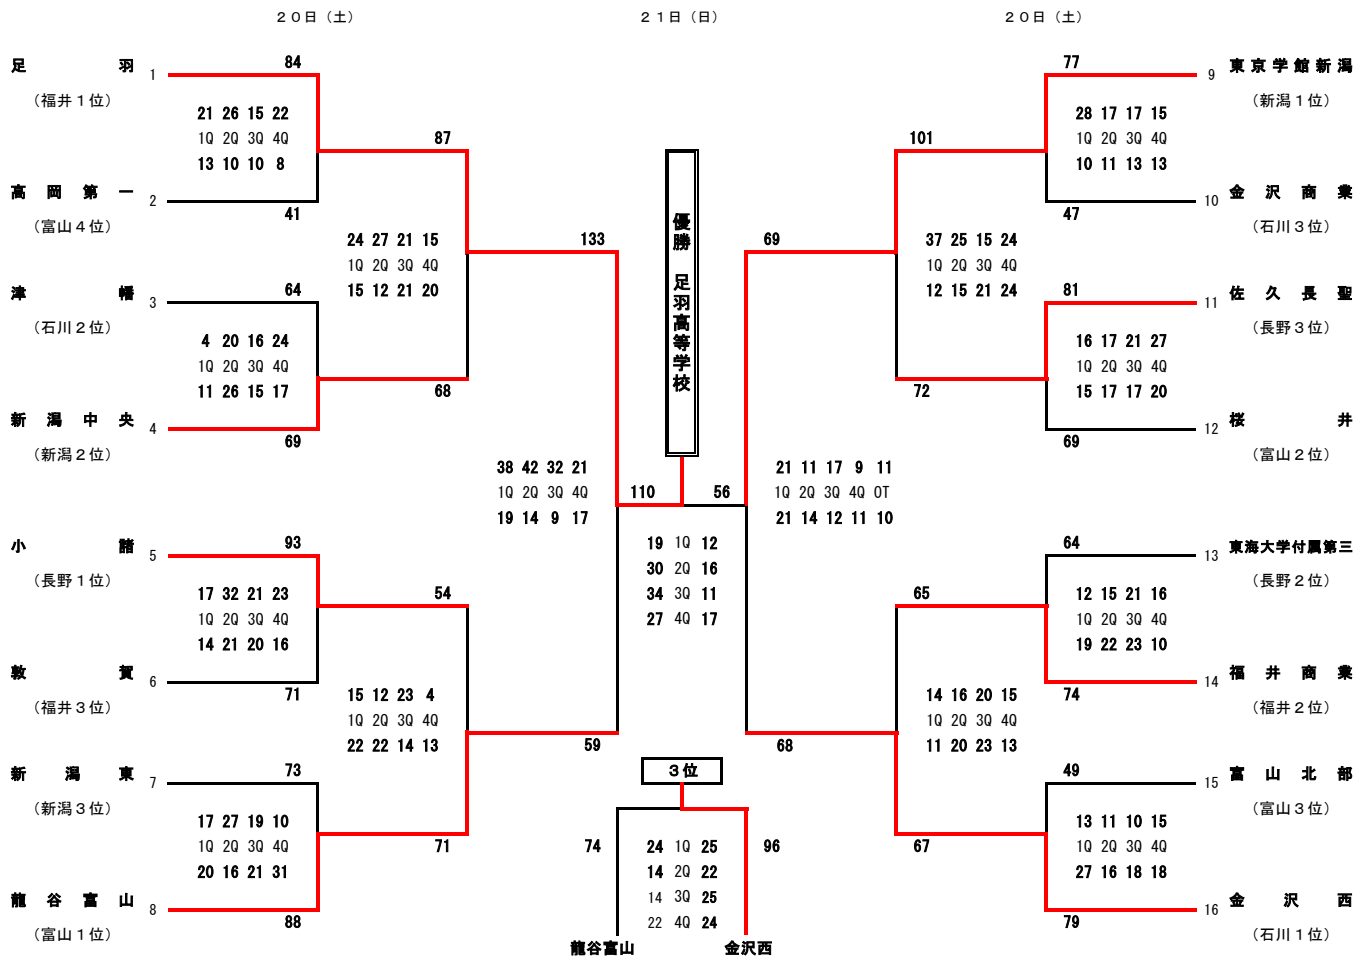 ２０日（土）
２１日（日）
２０日（土）
足羽 1 84
（福井１位）
21 26 15 22
1Q 2Q 3Q 4Q
13 10 10 8
高岡第一 2 41
（富山４位）
87
24 27 21 15
1Q 2Q 3Q 4Q
15 12 21 20
68
津幡 3 64
（石川２位）
4 20 16 24
1Q 2Q 3Q 4Q
11 26 15 17
新潟中央 4 69
（新潟２位）
133
38 42 32 21
1Q 2Q 3Q 4Q
19 14 9 17
59
小諸 5 93
（長野１位）
17 32 21 23
1Q 2Q 3Q 4Q
14 21 20 16
敦賀 6 71
（福井３位）
54
15 12 23 4
1Q 2Q 3Q 4Q
22 22 14 13
71
新潟東 7 73
（新潟３位）
17 27 19 10
1Q 2Q 3Q 4Q
20 16 21 31
龍谷富山 8 88
（富山１位）
優勝 足羽高等学校
110 56
19 1Q 12
30 2Q 16
34 3Q 11
27 4Q 17
３位
74 96
24 1Q 25
14 2Q 22
14 3Q 25
22 4Q 24
龍谷富山 金沢西
69
21 11 17 9 11
1Q 2Q 3Q 4Q OT
21 14 12 11 10
68
77 9 東京学館新潟
（新潟１位）
28 17 17 15
1Q 2Q 3Q 4Q
10 11 13 13
47 10 金沢商業
（石川３位）
101
37 25 15 24
1Q 2Q 3Q 4Q
12 15 21 24
72
81 11 佐久長聖
（長野３位）
16 17 21 27
1Q 2Q 3Q 4Q
15 17 17 20
69 12 桜井
（富山２位）
64 13 東海大学付属第三
（長野２位）
12 15 21 16
1Q 2Q 3Q 4Q
19 22 23 10
74 14 福井商業
（福井２位）
65
14 16 20 15
1Q 2Q 3Q 4Q
11 20 23 13
67
49 15 富山北部
（富山３位）
13 11 10 15
1Q 2Q 3Q 4Q
27 16 18 18
79 16 金沢西
（石川１位）